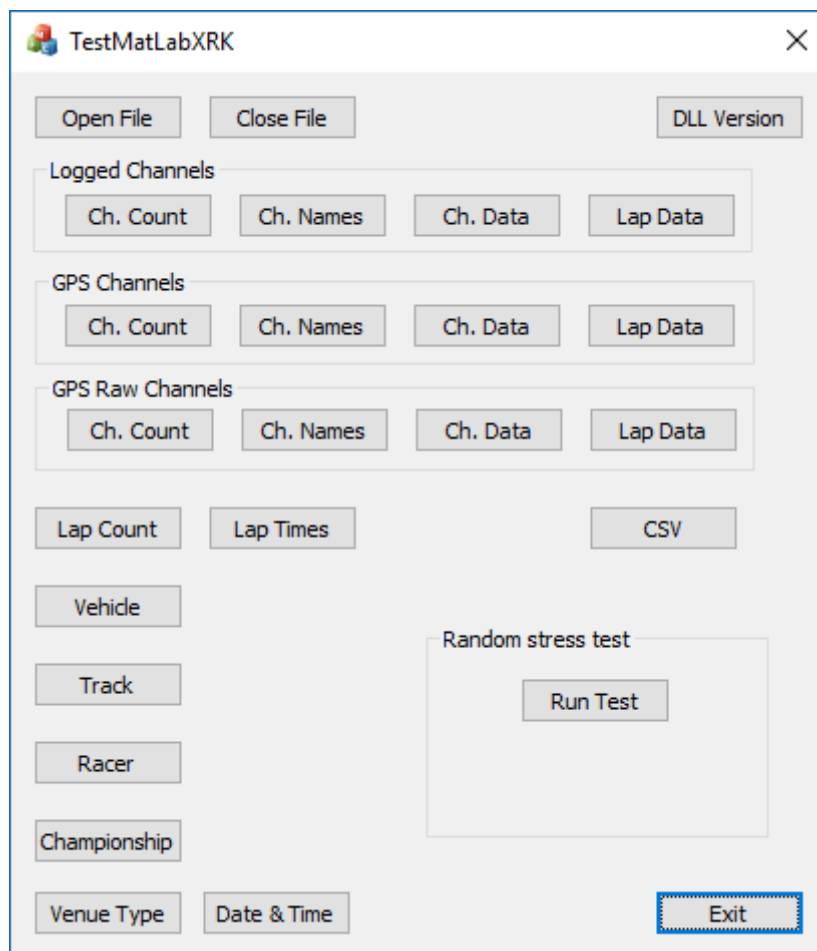 TestMatLabXRK
Open File Close File DLL Version
Logged Channels
Ch. Count Ch. Names Ch. Data Lap Data
GPS Channels
Ch. Count Ch. Names Ch. Data Lap Data
GPS Raw Channels
Ch. Count Ch. Names Ch. Data Lap Data
Lap Count Lap Times CSV
Vehicle
Random stress test
Track
Run Test
Racer
Championship
Venue Type Date & Time Exit